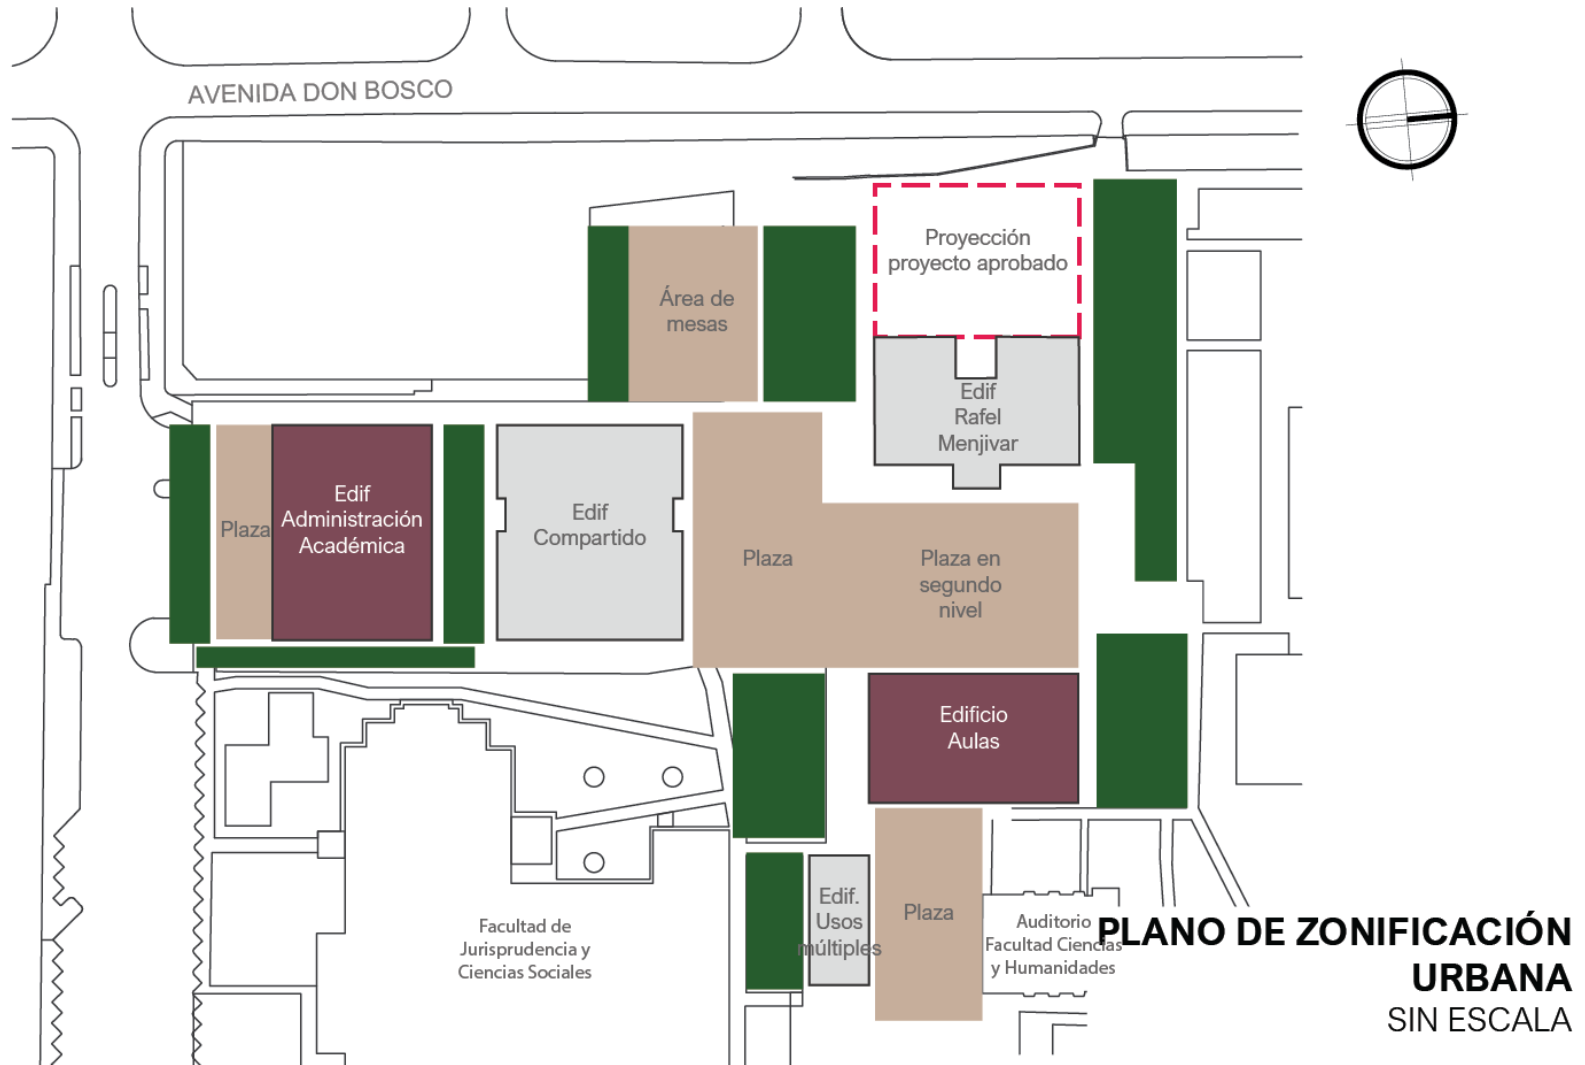 AVENIDA DON BOSCO
Proyección
proyecto aprobado
Área de
mesas
Edif
Rafel
Menjivar
Edif
Administración
Académica
Plaza
Edif
Compartido
Plaza
Plaza en
segundo
nivel
Edificio
Aulas
Edif.
Usos
múltiples
Plaza
Facultad de
Jurisprudencia y
Ciencias Sociales
Auditorio
Facultad Ciencias
y Humanidades
PLANO DE ZONIFICACIÓN
URBANA
SIN ESCALA